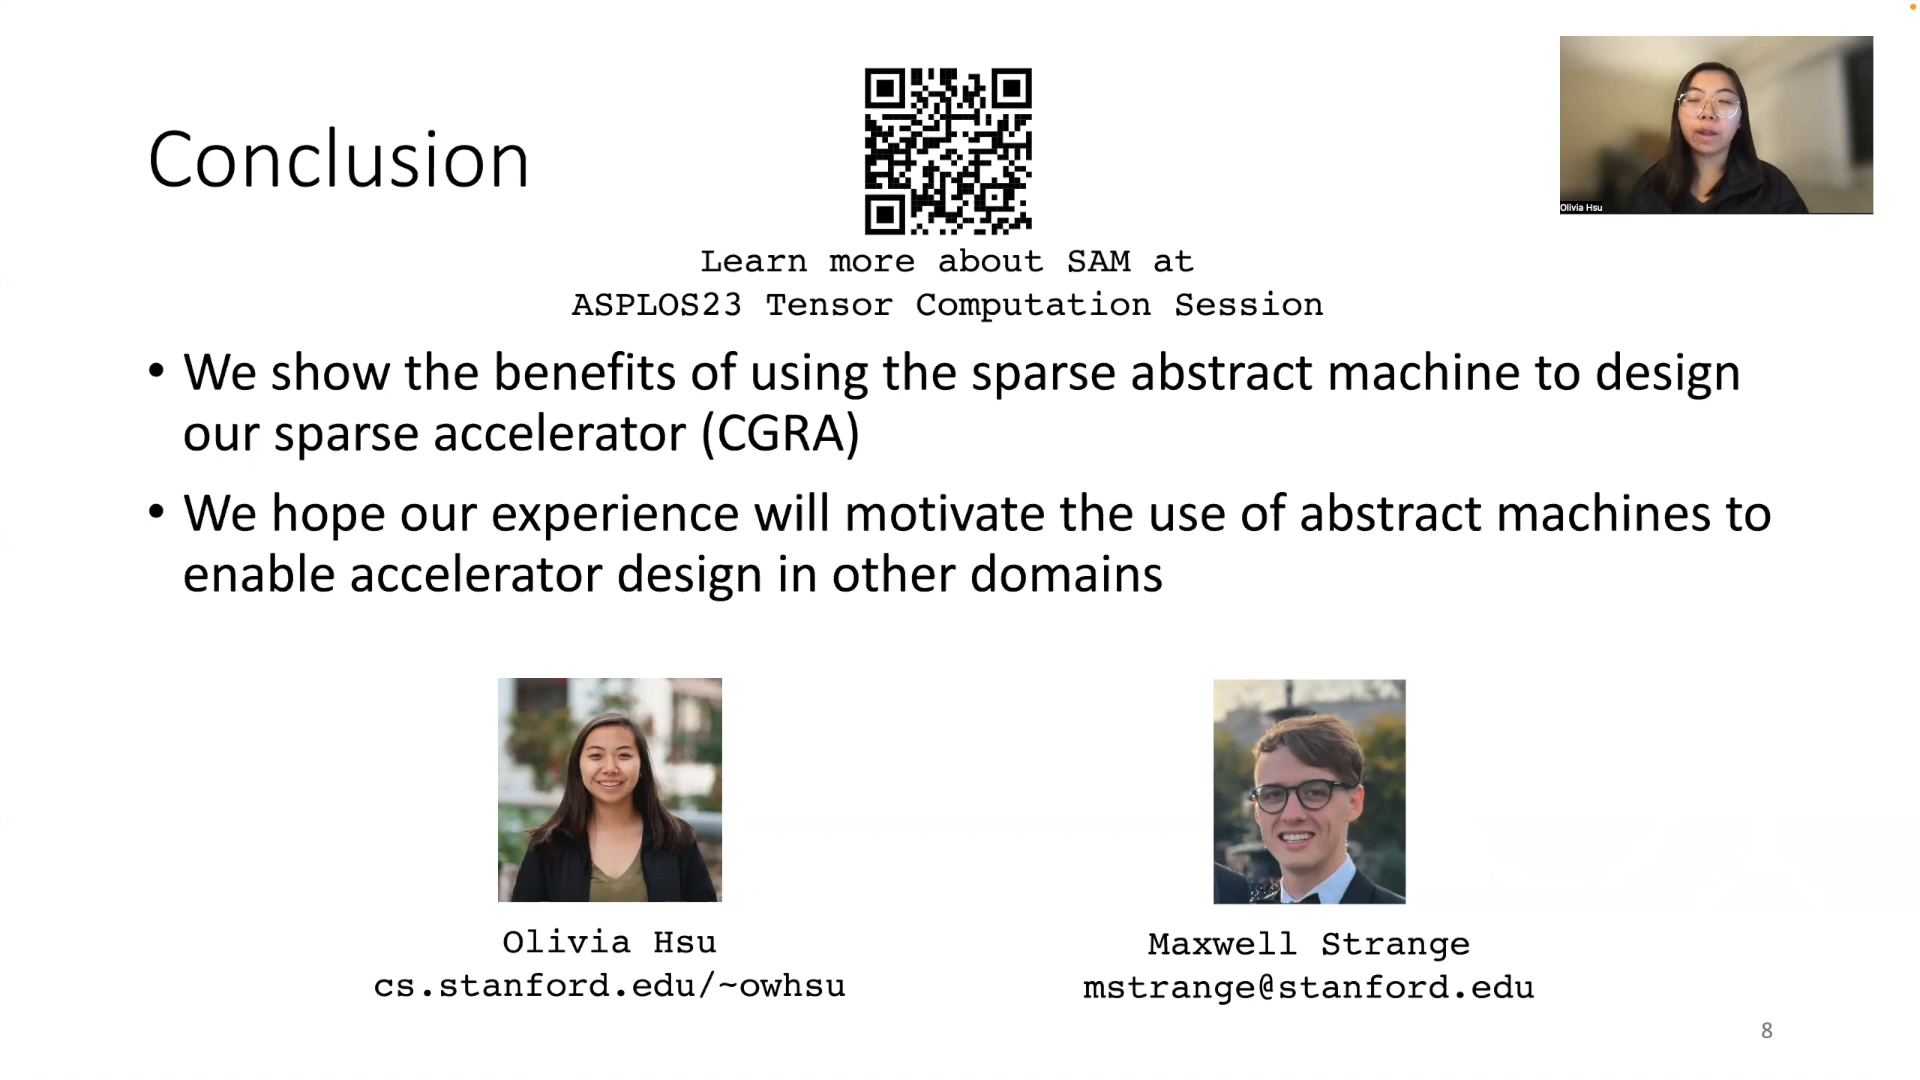 Conclusion
Olivia Hsu
Learn more about SAM at
ASPLOS23 Tensor Computation Session
• We show the benefits of using the sparse abstract machine to design
our sparse accelerator (CGRA)
• We hope our experience will motivate the use of abstract machines to
enable accelerator design in other domains
Olivia Hsu
cs.stanford.edu/~owhsu
Maxwell Strange
mstrange@stanford.edu
8